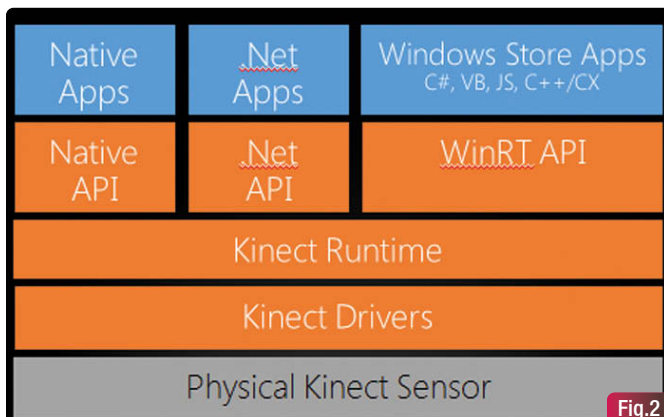 Native
Apps
.Net
Apps
Windows Store Apps
C#, VB, JS, C++/CX
Native
API
.Net
API
WinRT API
Kinect Runtime
Kinect Drivers
Physical Kinect Sensor
Fig.2